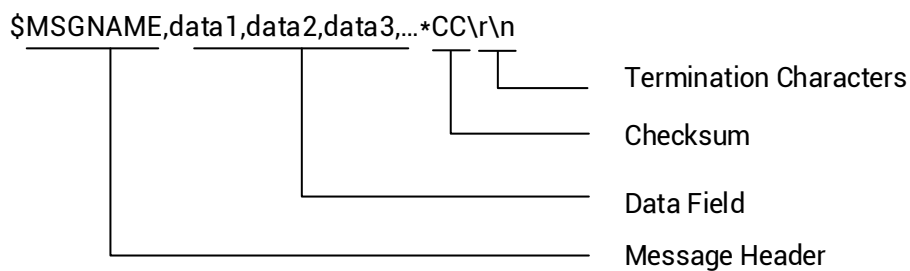 $MSGNAME,data1,data2,data3,...*CC\r\n
Termination Characters
Checksum
Data Field
Message Header